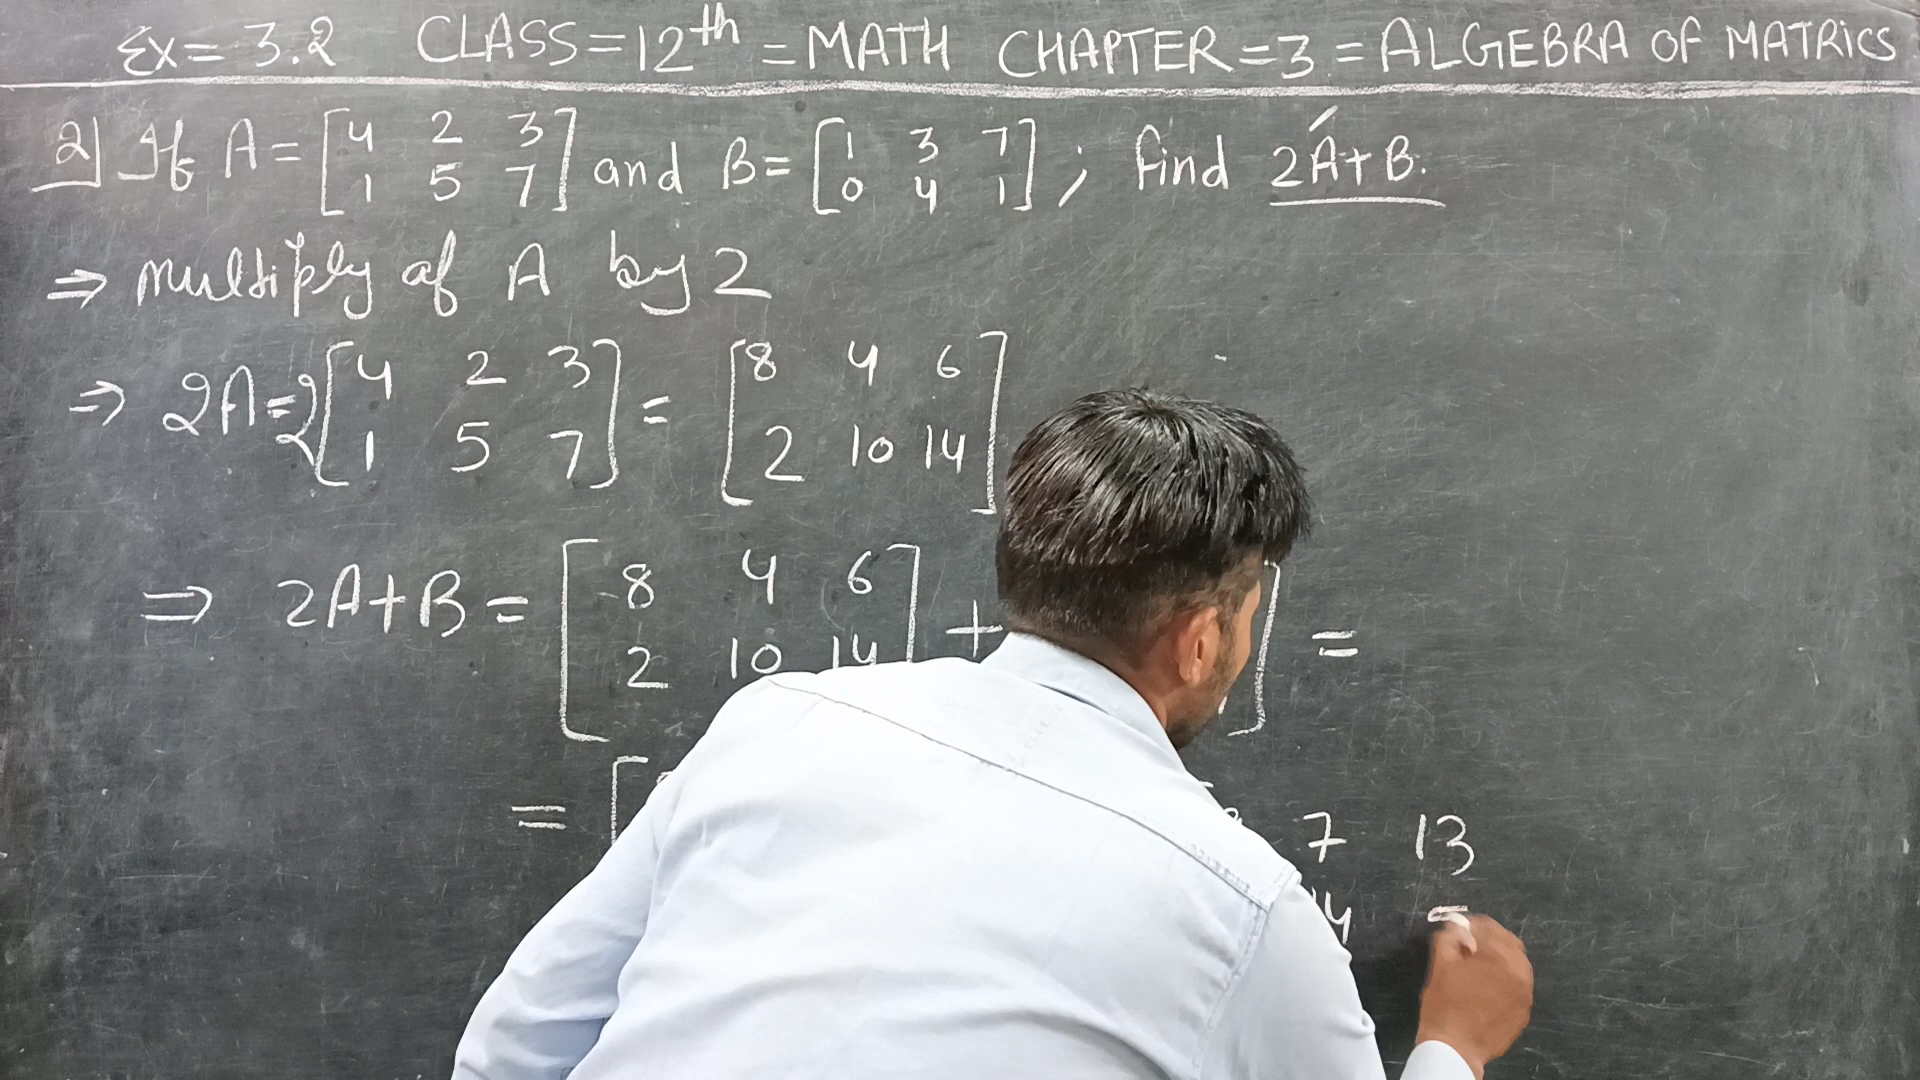 Ex = 3.2 CLASS=12th = MATH CHAPTER=3 = ALGEBRA OF MATRICS
2] If A = [4 2 3] and B = [1 3 7] ; find 2A+B.
[1 5 7] [0 4 1]
⇒ multiply of A by 2
⇒ 2A = 2[4 2 3] = [8 4 6]
[1 5 7] [2 10 14]
⇒ 2A+B = [8 4 6] + ] =
[2 10 14
= [ 7 13
14